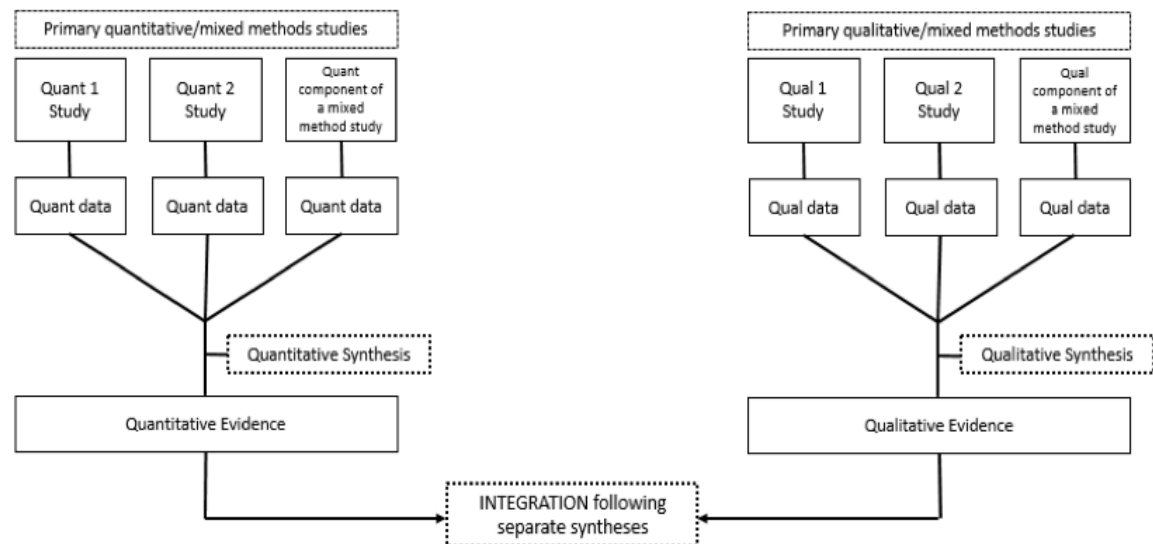 Primary quantitative/mixed methods studies
Quant 1
Study
Quant 2
Study
Quant
component of
a mixed
method study
Quant data
Quant data
Quant data
Quantitative Synthesis
Quantitative Evidence
Primary qualitative/mixed methods studies
Qual 1
Study
Qual 2
Study
Qual
component of
a mixed
method study
Qual data
Qual data
Qual data
Qualitative Synthesis
Qualitative Evidence
INTEGRATION following
separate syntheses